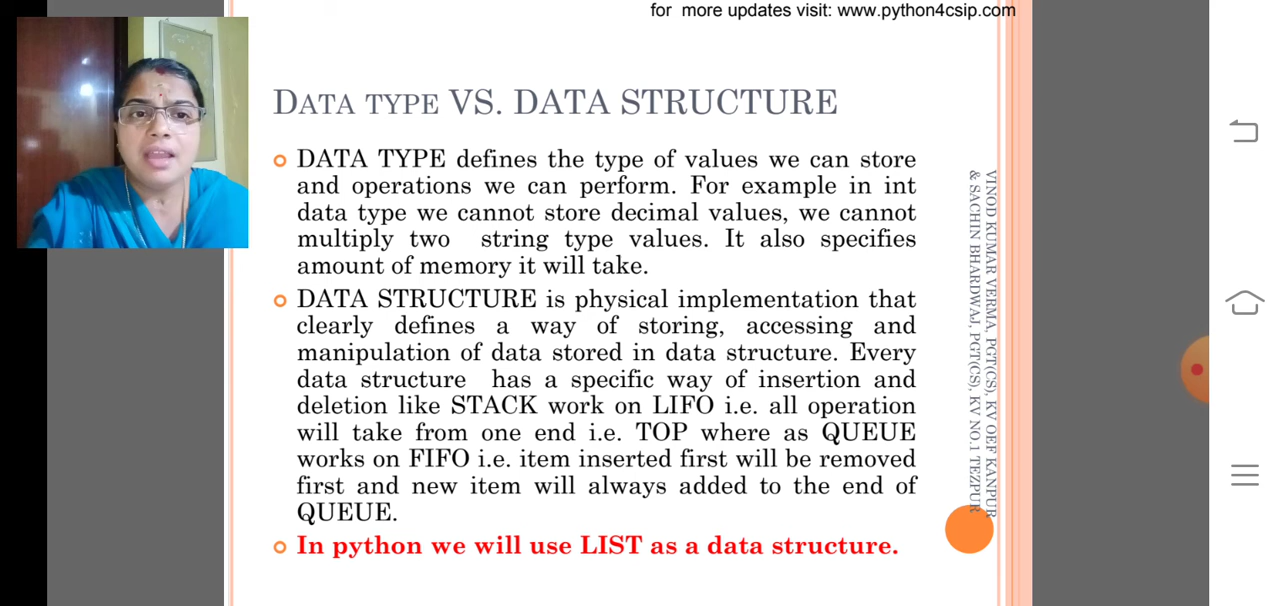 for more updates visit: www.python4csip.com
DATA TYPE VS. DATA STRUCTURE
DATA TYPE defines the type of values we can store
and operations we can perform. For example in int
data type we cannot store decimal values, we cannot
multiply two string type values. It also specifies
amount of memory it will take.
DATA STRUCTURE is physical implementation that
clearly defines a way of storing, accessing and
manipulation of data stored in data structure. Every
data structure has a specific way of insertion and
deletion like STACK work on LIFO i.e. all operation
will take from one end i.e. TOP where as QUEUE
works on FIFO i.e. item inserted first will be removed
first and new item will always added to the end of
QUEUE.
In python we will use LIST as a data structure.
VINOD KUMAR VERMA, PGT(CS), KV OEF KANPUR
& SACHIN BHARDWAJ, PGT(CS), KV NO.1 TEZPUR